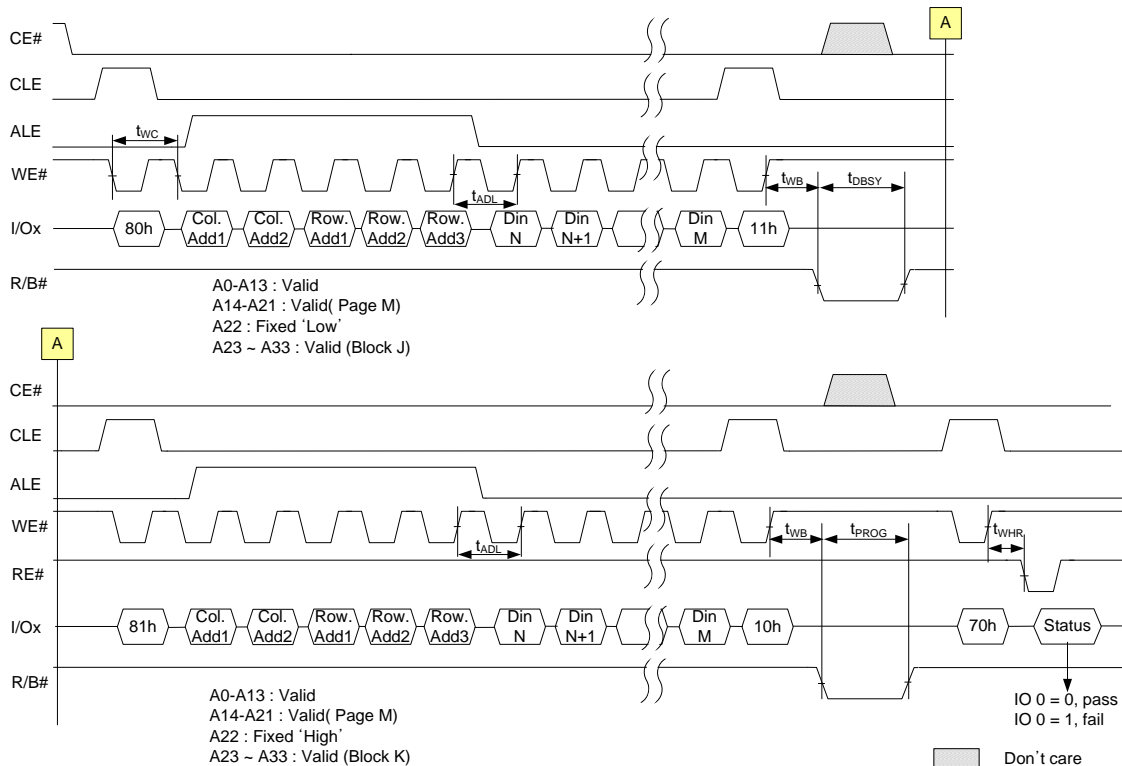 A
CE#
CLE
ALE
tWC
WE#
tADL
tWB
tDBSY
I/Ox
80h
Col. Add1
Col. Add2
Row. Add1
Row. Add2
Row. Add3
Din N
Din N+1
Din M
11h
R/B#
A0-A13 : Valid
A14-A21 : Valid( Page M)
A22 : Fixed ‘Low’
A23 ~ A33 : Valid (Block J)
A
CE#
CLE
ALE
WE#
tADL
tWB
tPROG
tWHR
RE#
I/Ox
81h
Col. Add1
Col. Add2
Row. Add1
Row. Add2
Row. Add3
Din N
Din N+1
Din M
10h
70h
Status
R/B#
IO 0 = 0, pass
IO 0 = 1, fail
A0-A13 : Valid
A14-A21 : Valid( Page M)
A22 : Fixed ‘High’
A23 ~ A33 : Valid (Block K)
Don’t care